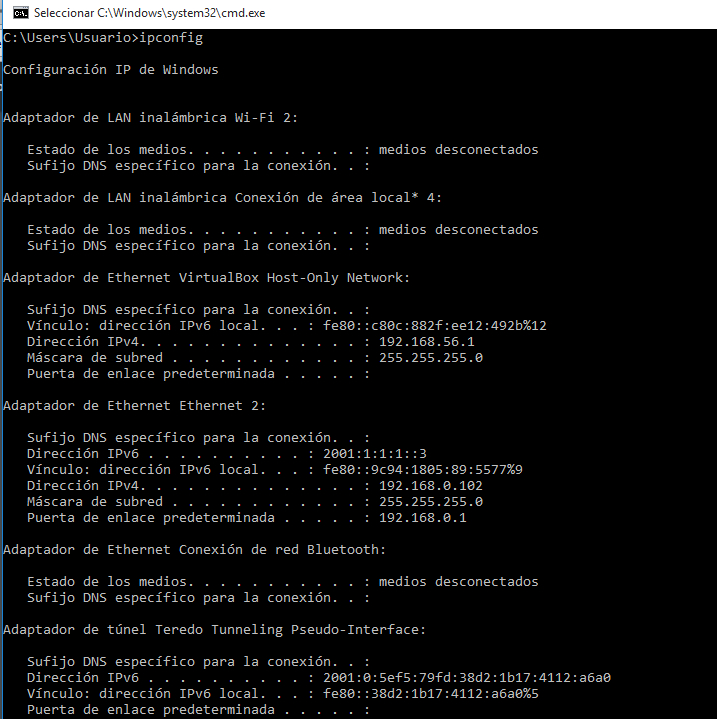 Seleccionar C:\Windows\system32\cmd.exe
C:\Users\Usuario>ipconfig
Configuración IP de Windows
Adaptador de LAN inalámbrica Wi-Fi 2:
Estado de los medios. . . . . . . . . . . : medios desconectados
Sufijo DNS específico para la conexión. . :
Adaptador de LAN inalámbrica Conexión de área local* 4:
Estado de los medios. . . . . . . . . . . : medios desconectados
Sufijo DNS específico para la conexión. . :
Adaptador de Ethernet VirtualBox Host-Only Network:
Sufijo DNS específico para la conexión. . :
Vínculo: dirección IPv6 local. . . : fe80::c80c:882f:ee12:492b%12
Dirección IPv4. . . . . . . . . . . . . . : 192.168.56.1
Máscara de subred . . . . . . . . . . . . : 255.255.255.0
Puerta de enlace predeterminada . . . . . :
Adaptador de Ethernet Ethernet 2:
Sufijo DNS específico para la conexión. . :
Dirección IPv6 . . . . . . . . . . : 2001:1:1:1::3
Vínculo: dirección IPv6 local. . . : fe80::9c94:1805:89:5577%9
Dirección IPv4. . . . . . . . . . . . . . : 192.168.0.102
Máscara de subred . . . . . . . . . . . . : 255.255.255.0
Puerta de enlace predeterminada . . . . . : 192.168.0.1
Adaptador de Ethernet Conexión de red Bluetooth:
Estado de los medios. . . . . . . . . . . : medios desconectados
Sufijo DNS específico para la conexión. . :
Adaptador de túnel Teredo Tunneling Pseudo-Interface:
Sufijo DNS específico para la conexión. . :
Dirección IPv6 . . . . . . . . . . : 2001:0:5ef5:79fd:38d2:1b17:4112:a6a0
Vínculo: dirección IPv6 local. . . : fe80::38d2:1b17:4112:a6a0%5
Puerta de enlace predeterminada . . . . . :